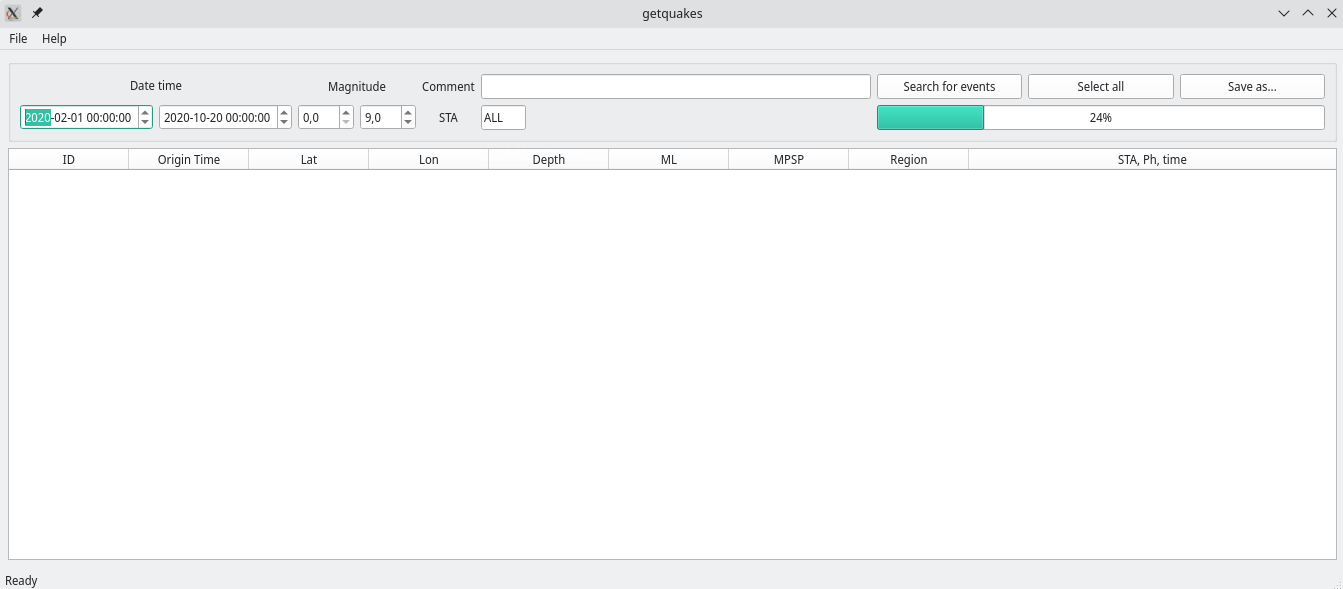 getquakes
File Help
Date time Magnitude Comment Search for events Select all Save as...
2020-02-01 00:00:00 2020-10-20 00:00:00 0,0 9,0 STA ALL 24%
ID Origin Time Lat Lon Depth ML MPSP Region STA, Ph, time
Ready